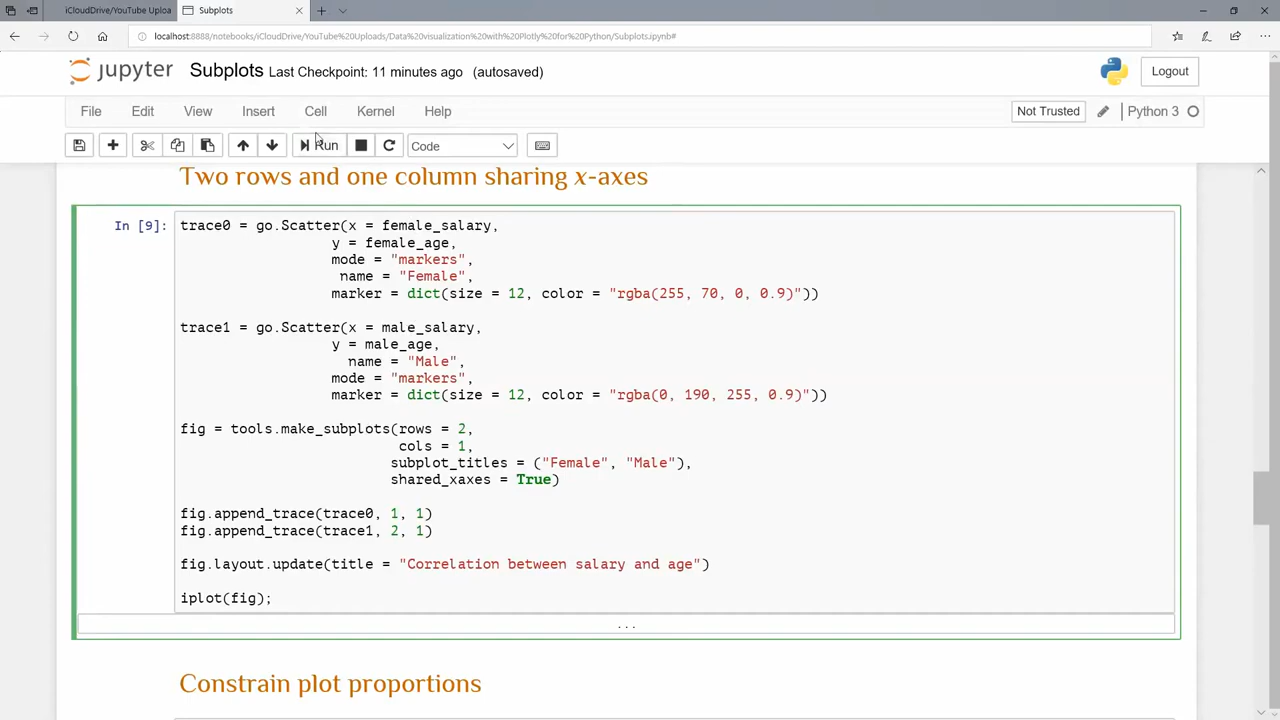 iCloudDrive/YouTube Uploa
Subplots
localhost:8888/notebooks/iCloudDrive/YouTube%20Uploads/Data%20visualization%20with%20Plotly%20for%20Python/Subplots.ipynb#
jupyter Subplots Last Checkpoint: 11 minutes ago (autosaved) Logout
File Edit View Insert Cell Kernel Help Not Trusted Python 3
Run Code
Two rows and one column sharing x-axes
In [9]: trace0 = go.Scatter(x = female_salary,
y = female_age,
mode = "markers",
name = "Female",
marker = dict(size = 12, color = "rgba(255, 70, 0, 0.9)"))
trace1 = go.Scatter(x = male_salary,
y = male_age,
name = "Male",
mode = "markers",
marker = dict(size = 12, color = "rgba(0, 190, 255, 0.9)"))
fig = tools.make_subplots(rows = 2,
cols = 1,
subplot_titles = ("Female", "Male"),
shared_xaxes = True)
fig.append_trace(trace0, 1, 1)
fig.append_trace(trace1, 2, 1)
fig.layout.update(title = "Correlation between salary and age")
iplot(fig);
...
Constrain plot proportions